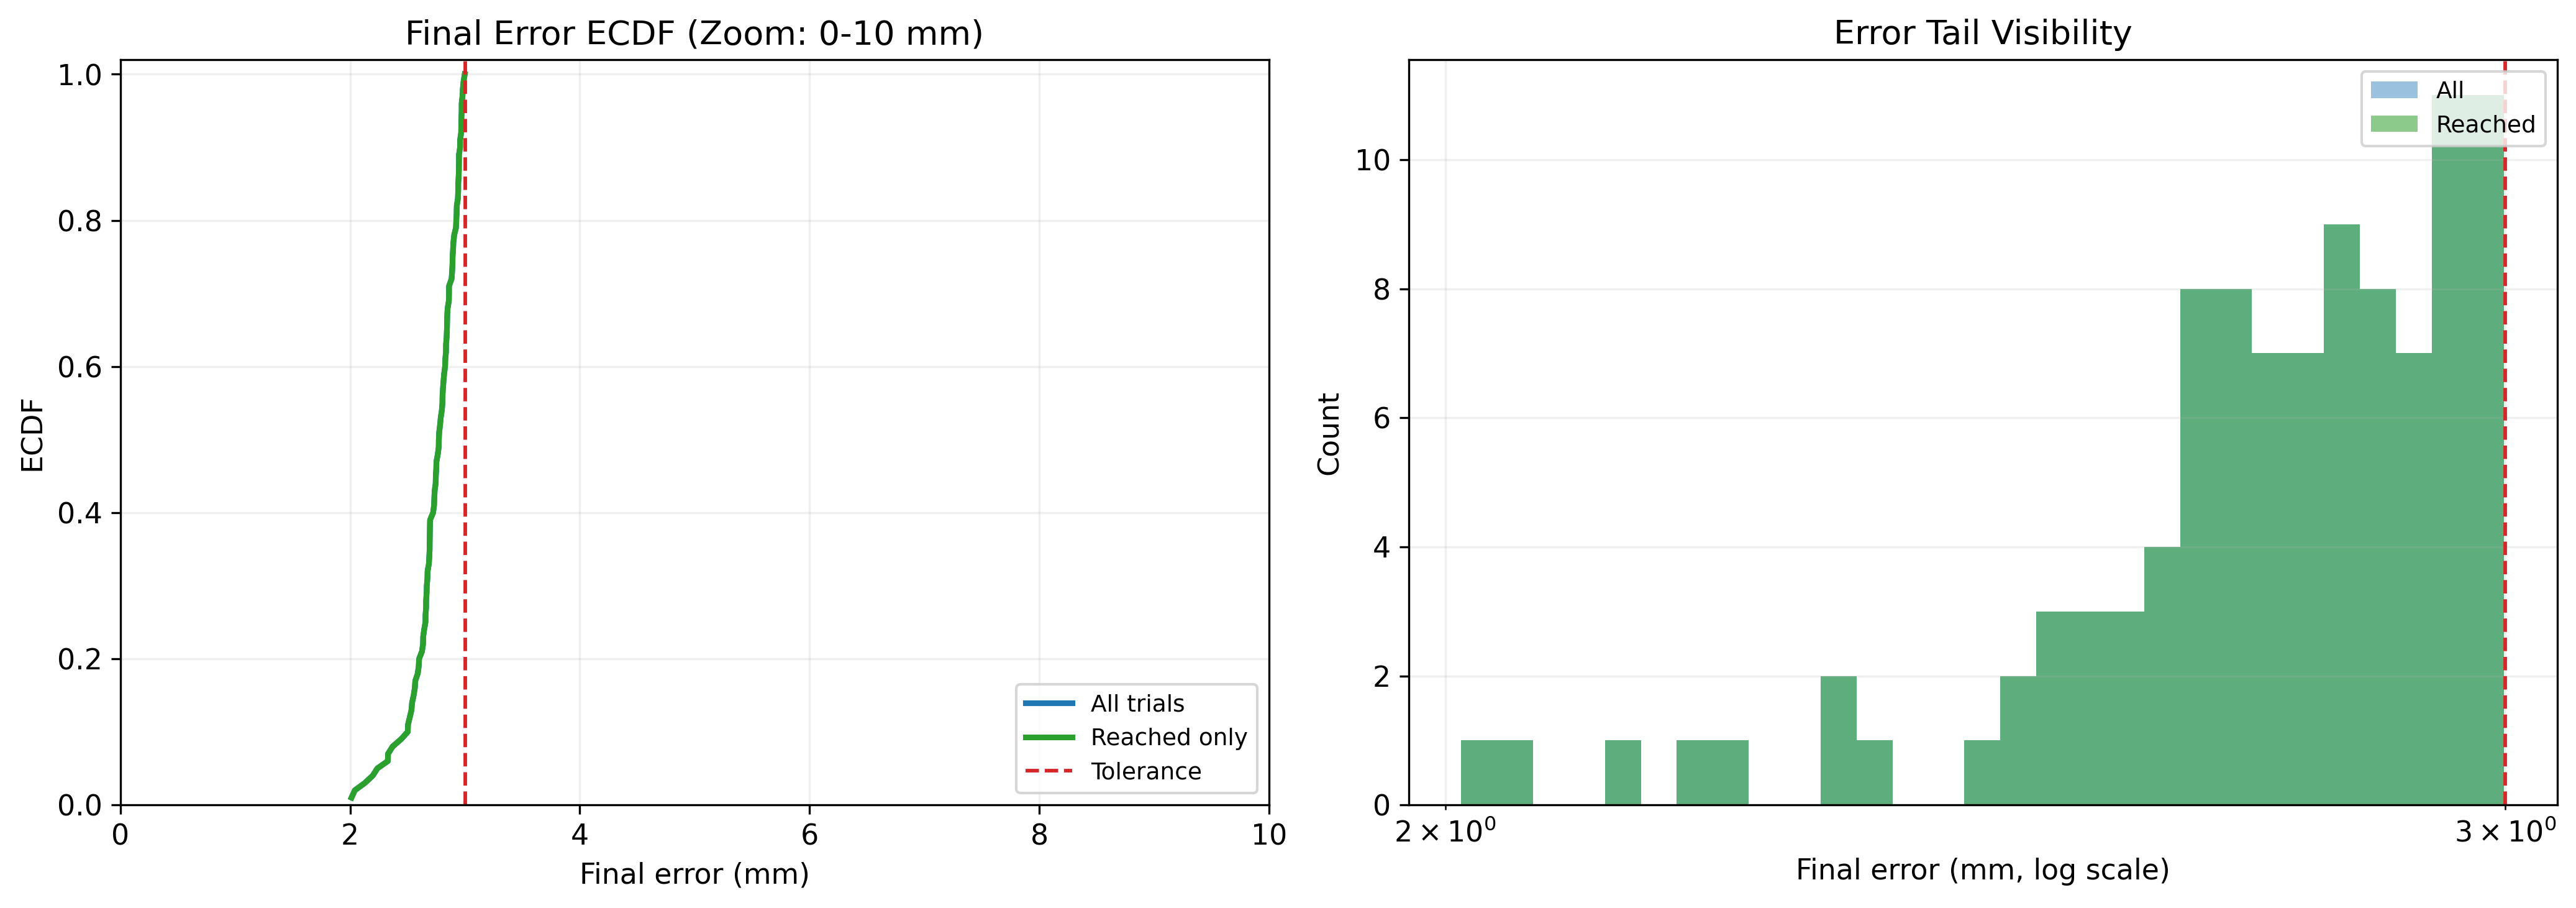 Final Error ECDF (Zoom: 0-10 mm)
1.0
0.8
0.6
0.4
0.2
0.0
ECDF
0
2
4
6
8
10
Final error (mm)
All trials
Reached only
Tolerance
Error Tail Visibility
10
8
6
4
2
0
Count
2 × 10⁰
3 × 10⁰
Final error (mm, log scale)
All
Reached